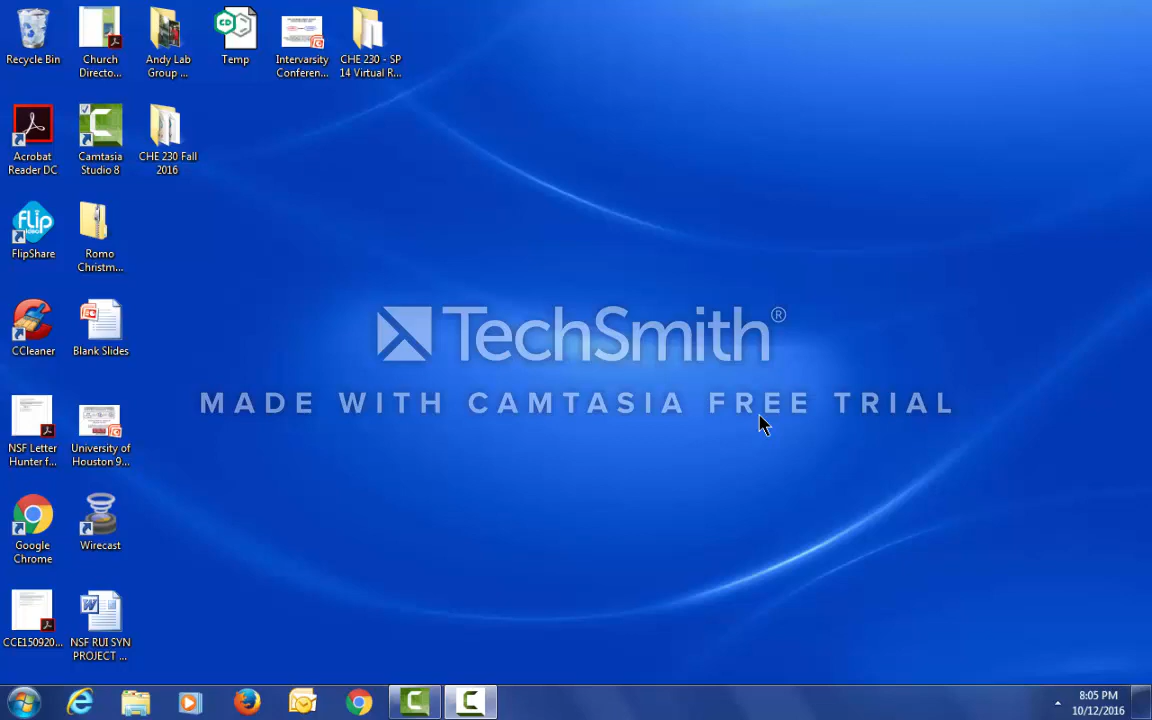 Recycle Bin
Church
Directo...
Andy Lab
Group ...
CD
Temp
Intervarsity
Conferen...
CHE 230 - SP
14 Virtual R...
Acrobat
Reader DC
Camtasia
Studio 8
CHE 230 Fall
2016
flip
FlipShare
Romo
Christm...
CCleaner
Blank Slides
TechSmith®
MADE WITH CAMTASIA FREE TRIAL
NSF Letter
Hunter f...
University of
Houston 9...
Google
Chrome
Wirecast
CCE150920...
NSF RUI SYN
PROJECT ...
8:05 PM
10/12/2016